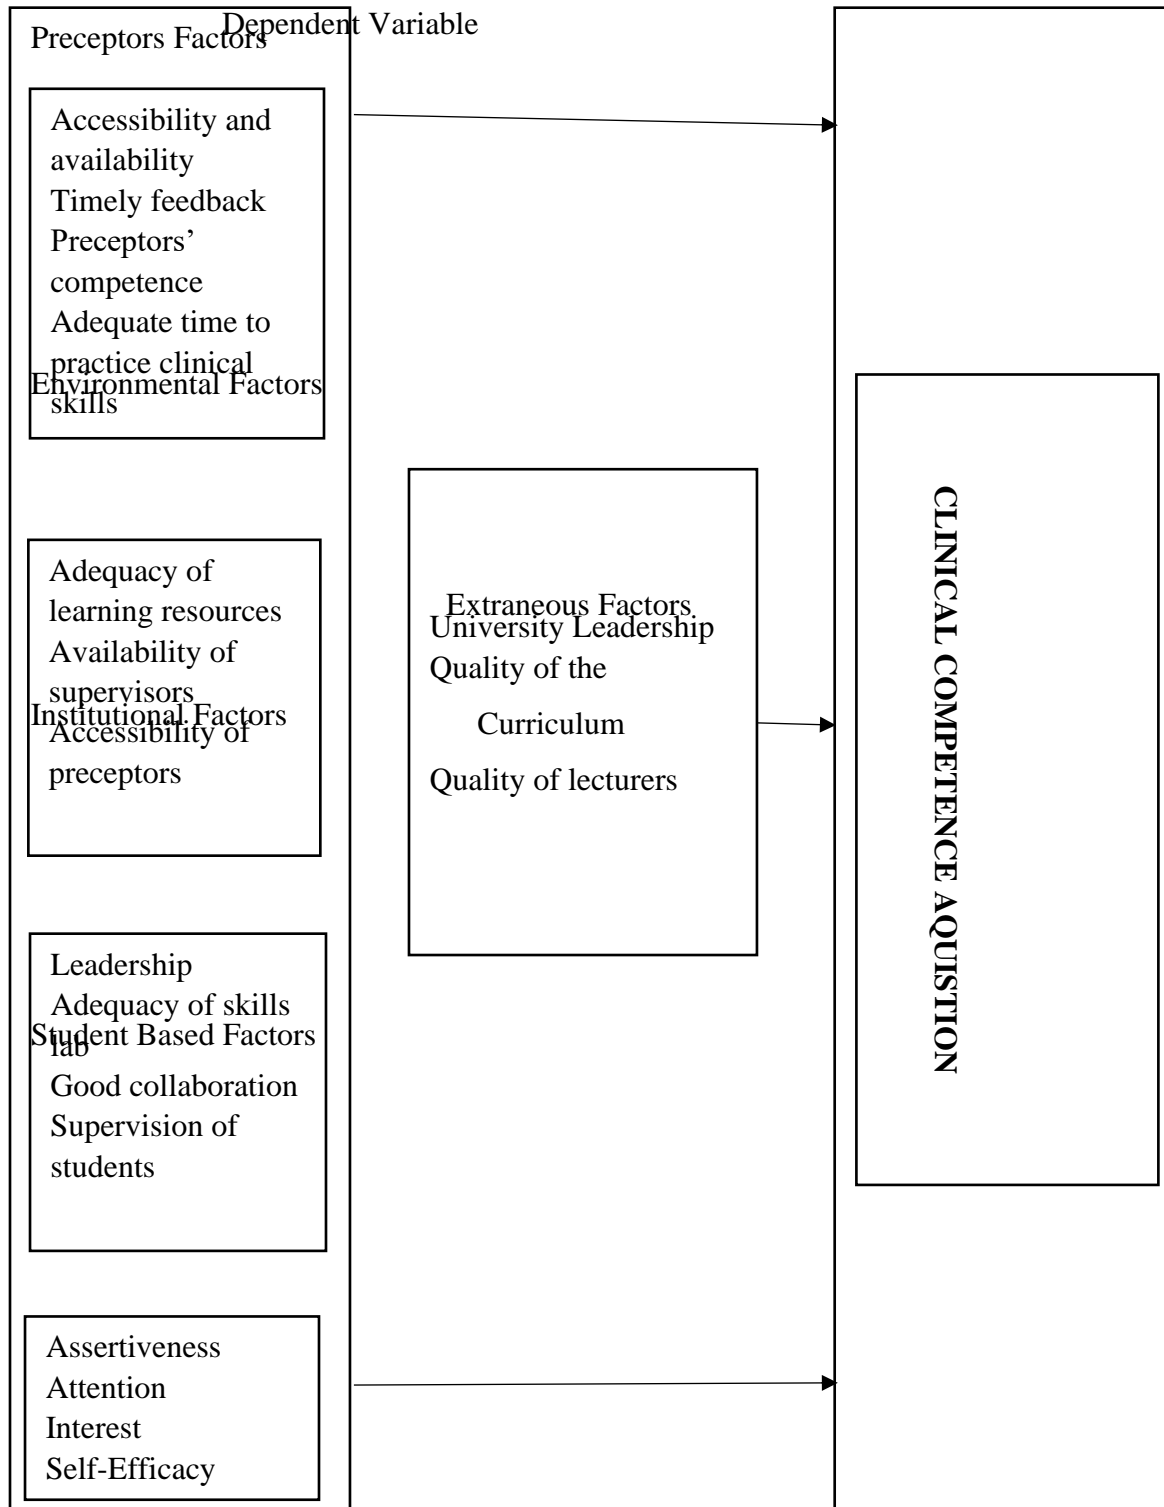 Dependent Variable
Preceptors Factors
Accessibility and
availability
Timely feedback
Preceptors’
competence
Adequate time to
practice clinical
skills
Environmental Factors
Adequacy of
learning resources
Availability of
supervisors
Accessibility of
preceptors
Institutional Factors
Leadership
Adequacy of skills
lab
Good collaboration
Supervision of
students
Student Based Factors
Assertiveness
Attention
Interest
Self-Efficacy
Extraneous Factors
University Leadership
Quality of the
Curriculum
Quality of lecturers
CLINICAL COMPETENCE AQUISTION